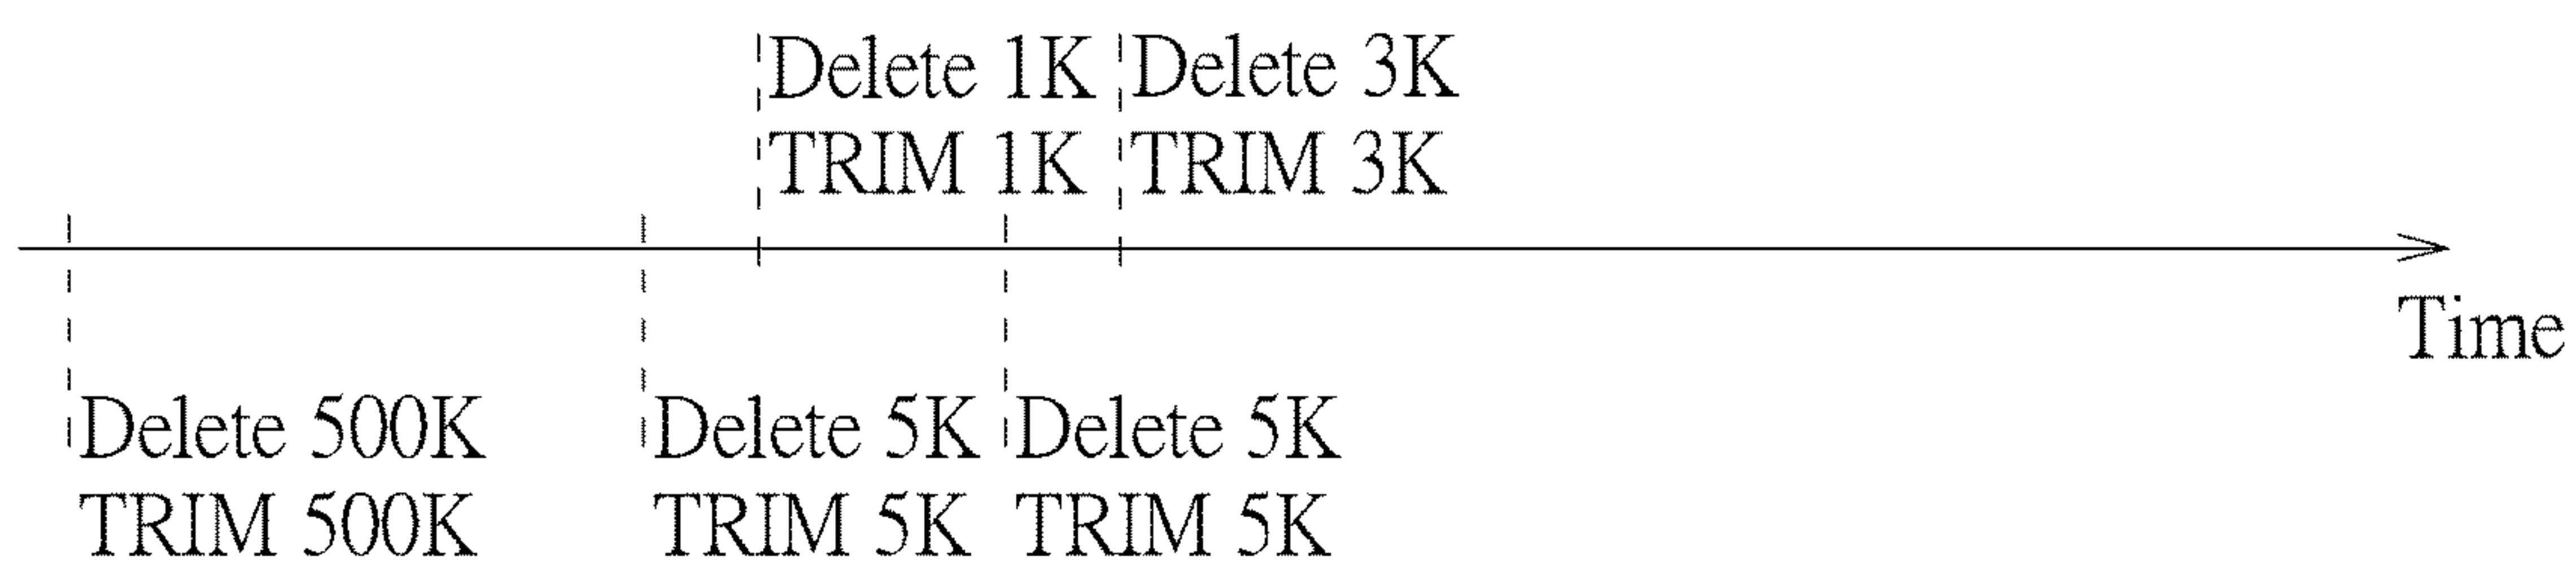 Delete 1K Delete 3K
TRIM 1K TRIM 3K
Time
Delete 500K Delete 5K Delete 5K
TRIM 500K TRIM 5K TRIM 5K